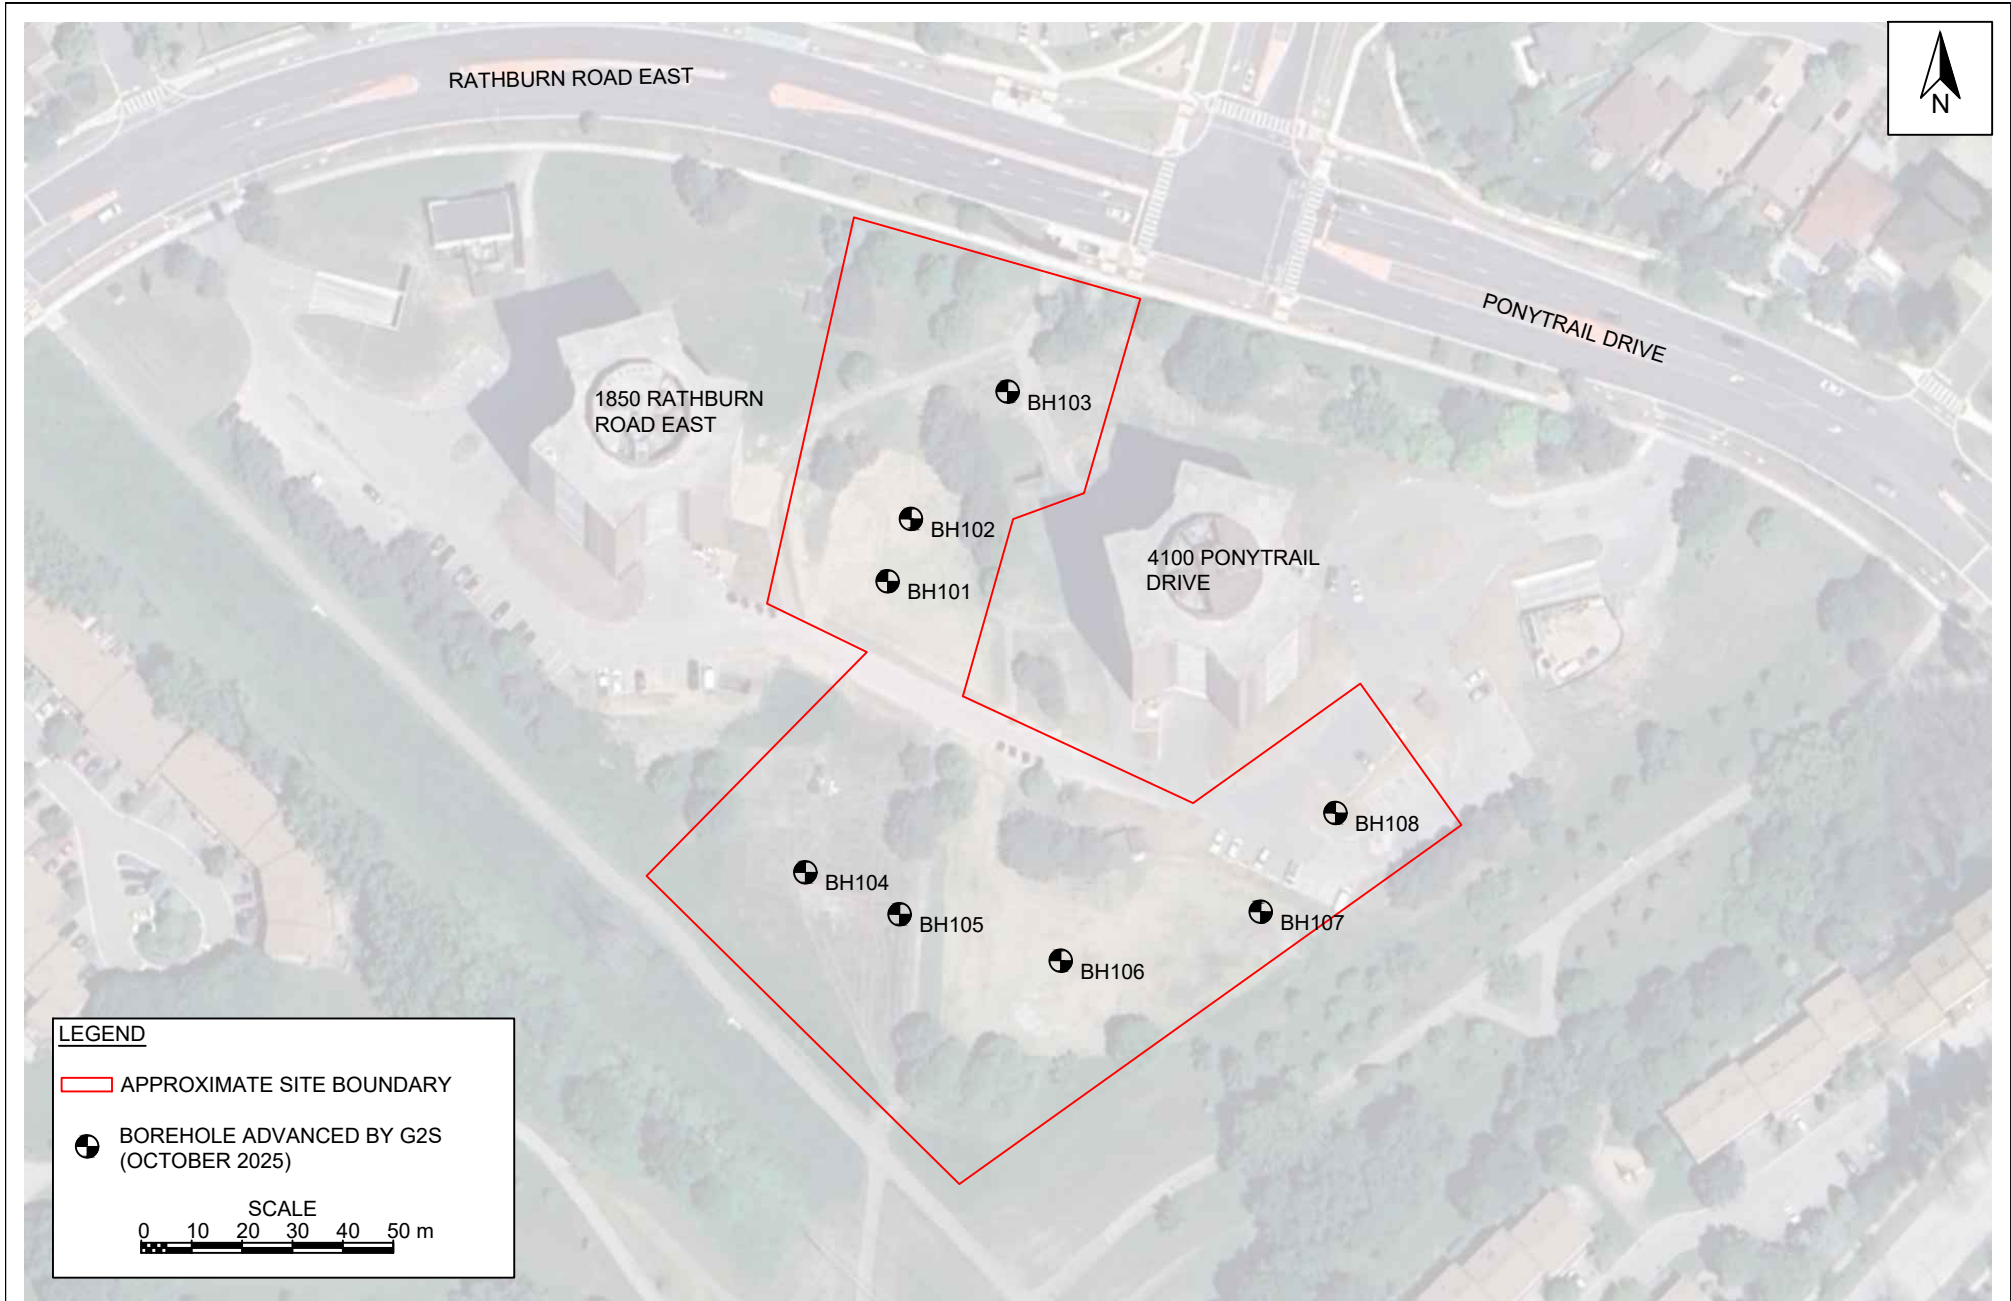 RATHBURN ROAD EAST
N
PONYTRAIL DRIVE
1850 RATHBURN
ROAD EAST
BH103
BH102
4100 PONYTRAIL
DRIVE
BH101
BH108
BH104
BH105
BH107
BH106
LEGEND
APPROXIMATE SITE BOUNDARY
BOREHOLE ADVANCED BY G2S
(OCTOBER 2025)
SCALE
0 10 20 30 40 50 m